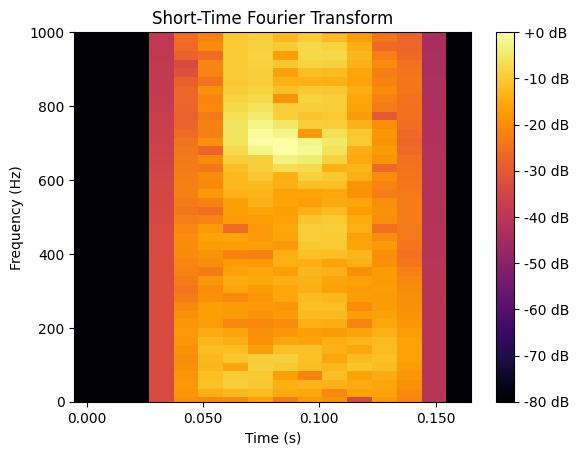 Short-Time Fourier Transform
Frequency (Hz)
1000
800
600
400
200
0
0.000
0.050
0.100
0.150
Time (s)
+0 dB
-10 dB
-20 dB
-30 dB
-40 dB
-50 dB
-60 dB
-70 dB
-80 dB